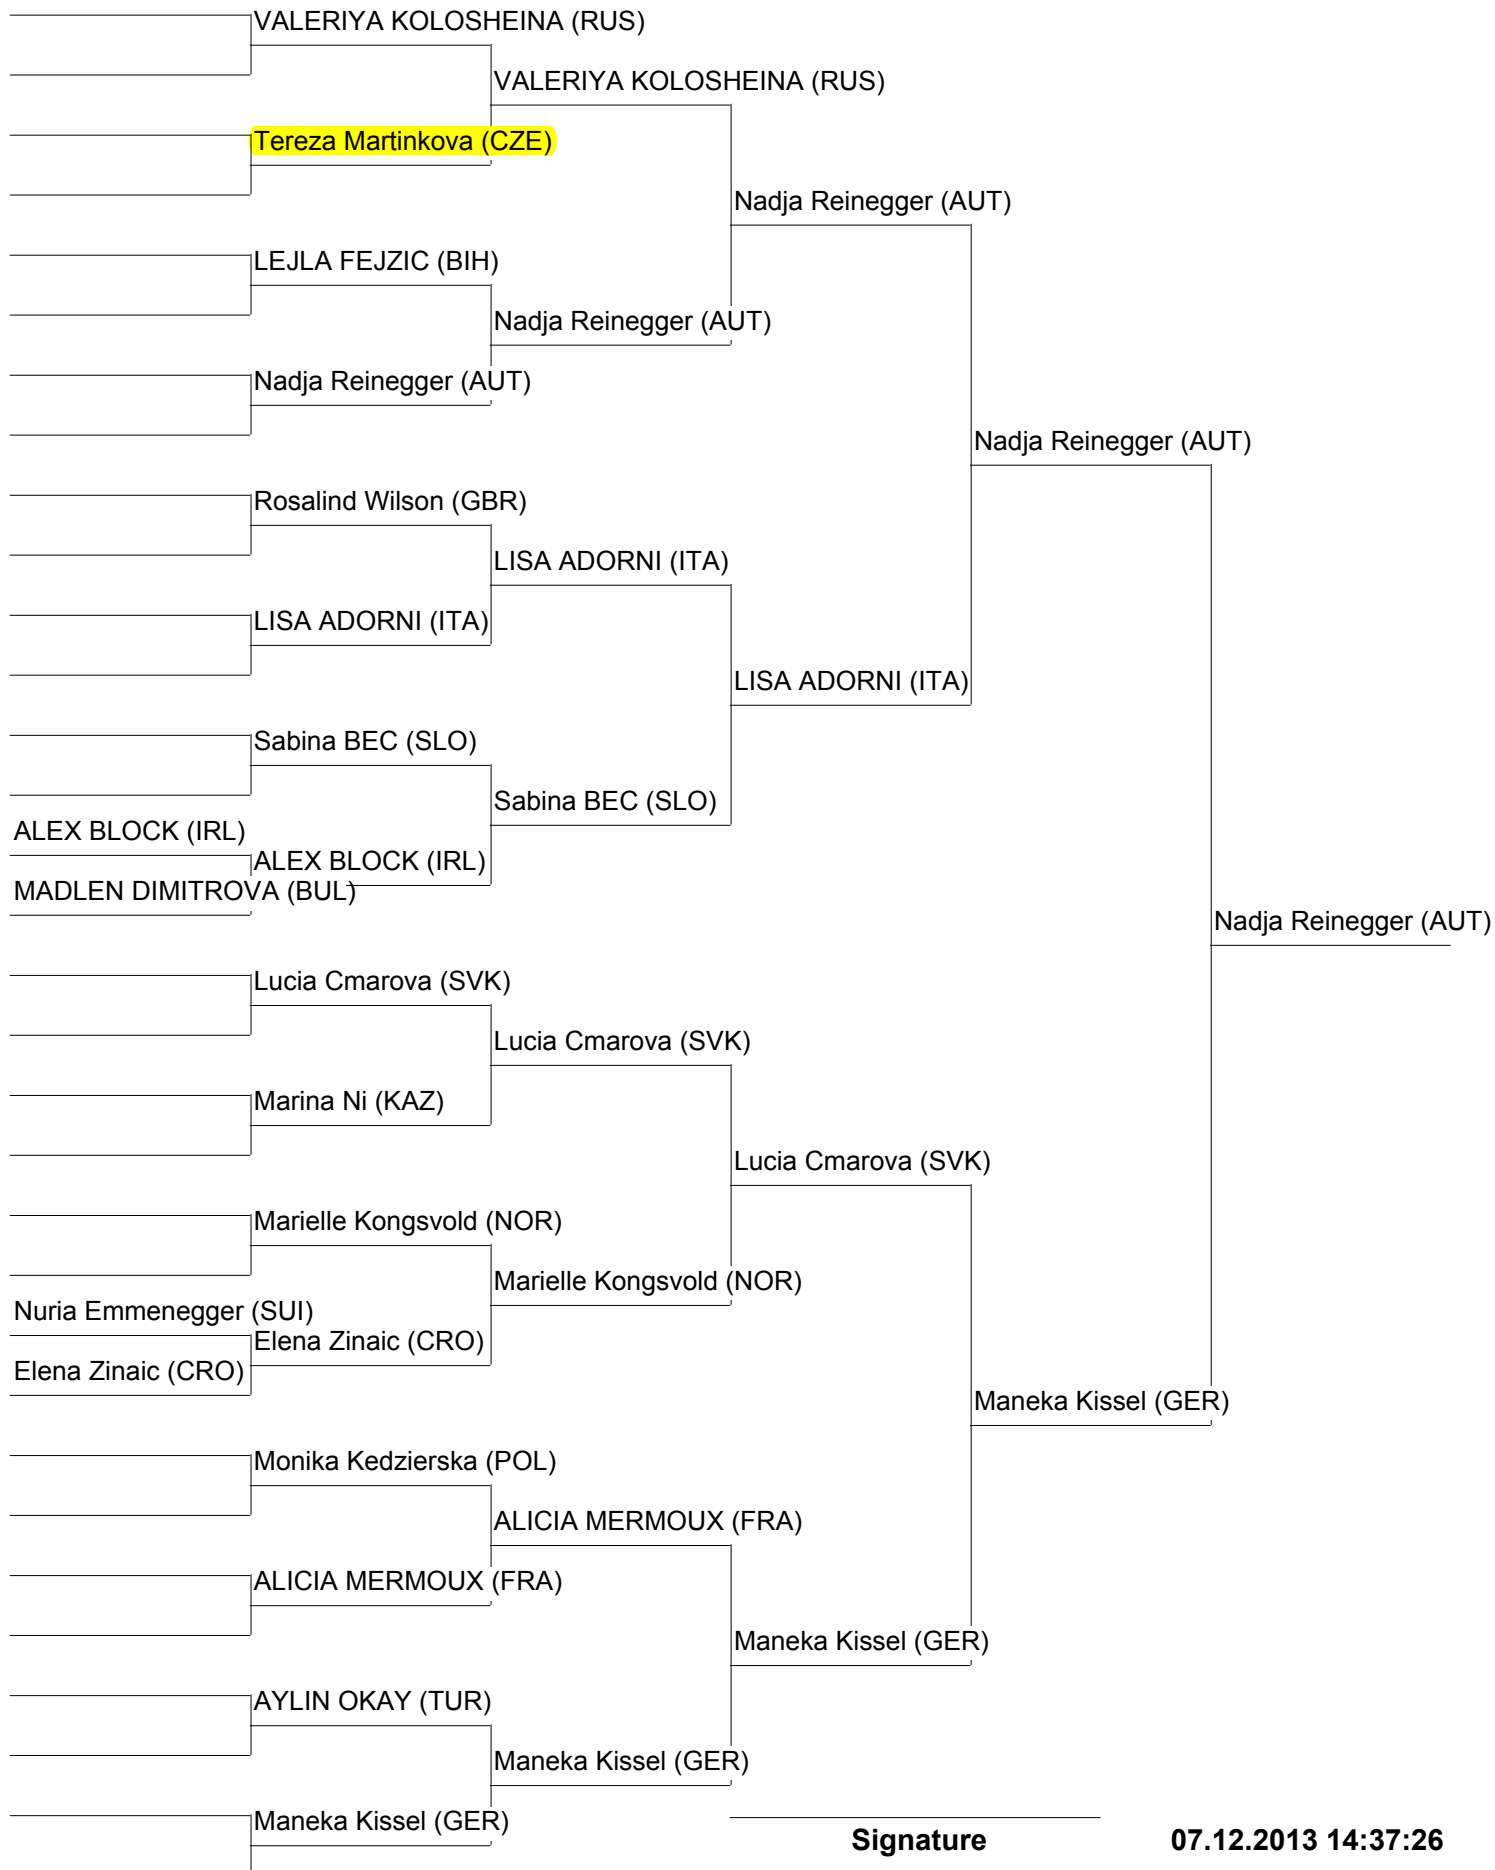 VALERIYA KOLOSHEINA (RUS)
VALERIYA KOLOSHEINA (RUS)
Tereza Martinkova (CZE)
Nadja Reinegger (AUT)
LEJLA FEJZIC (BIH)
Nadja Reinegger (AUT)
Nadja Reinegger (AUT)
Nadja Reinegger (AUT)
Rosalind Wilson (GBR)
LISA ADORNI (ITA)
LISA ADORNI (ITA)
LISA ADORNI (ITA)
Sabina BEC (SLO)
Sabina BEC (SLO)
ALEX BLOCK (IRL)
ALEX BLOCK (IRL)
MADLEN DIMITROVA (BUL)
Nadja Reinegger (AUT)
Lucia Cmarova (SVK)
Lucia Cmarova (SVK)
Marina Ni (KAZ)
Lucia Cmarova (SVK)
Marielle Kongsvold (NOR)
Marielle Kongsvold (NOR)
Nuria Emmenegger (SUI)
Elena Zinaic (CRO)
Elena Zinaic (CRO)
Maneka Kissel (GER)
Monika Kedzierska (POL)
ALICIA MERMOUX (FRA)
ALICIA MERMOUX (FRA)
Maneka Kissel (GER)
AYLIN OKAY (TUR)
Maneka Kissel (GER)
Maneka Kissel (GER)
Signature 07.12.2013 14:37:26